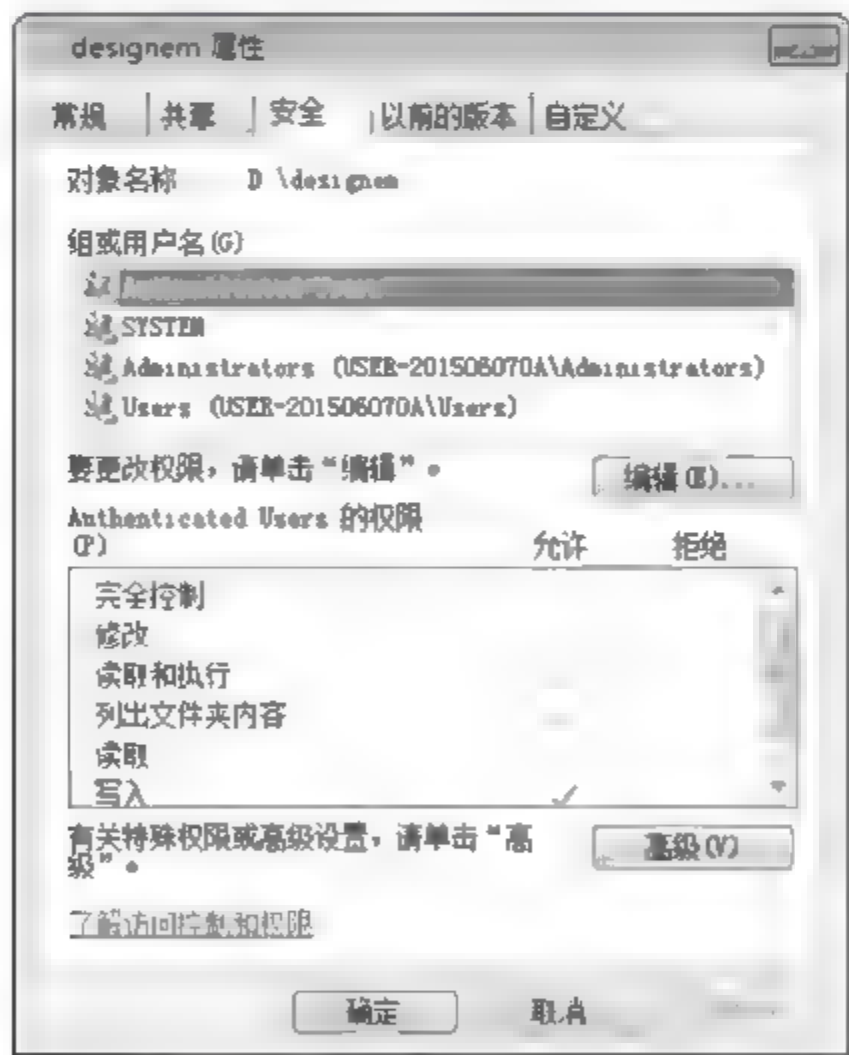 designem 属性
常规 共享 安全 以前的版本 自定义
对象名称 D \designem
组或用户名(G)
SYSTEM
Administrators (USER-201506070A\Administrators)
Users (USER-201506070A\Users)
要更改权限，请单击“编辑”。
编辑(E)...
Authenticated Users 的权限
(P)
允许 拒绝
完全控制
修改
读取和执行
列出文件夹内容
读取
写入
有关特殊权限或高级设置，请单击“高
级”。
高级(V)
了解访问控制和权限
确定 取消